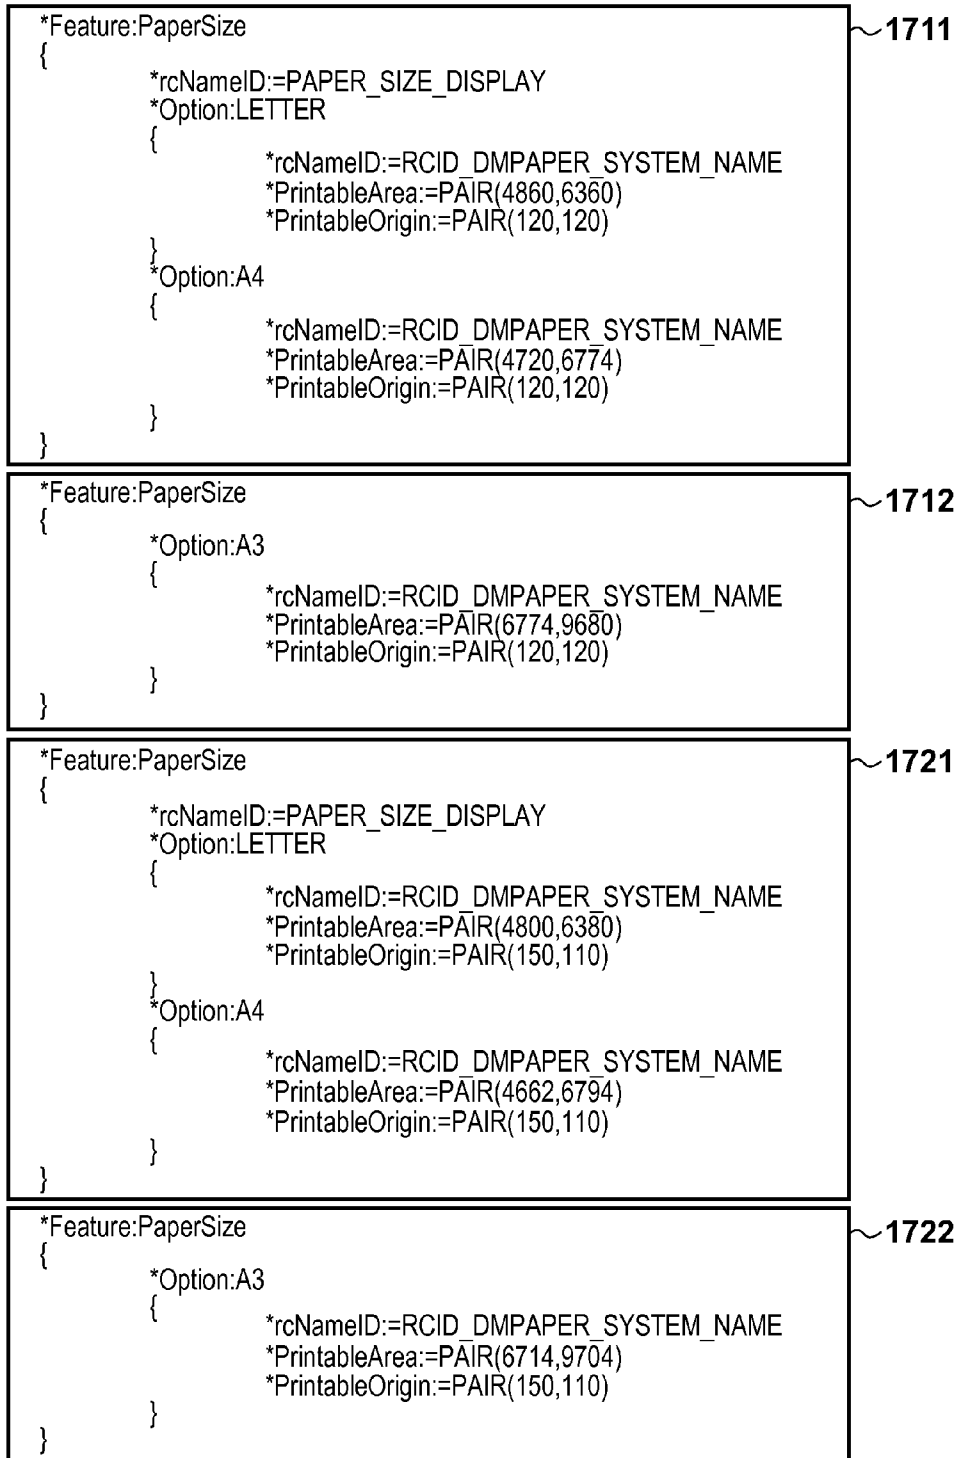 *Feature:PaperSize
1711
{
*rcNameID:=PAPER_SIZE_DISPLAY
*Option:LETTER
{
*rcNameID:=RCID_DMPAPER_SYSTEM_NAME
*PrintableArea:=PAIR(4860,6360)
*PrintableOrigin:=PAIR(120,120)
}
*Option:A4
{
*rcNameID:=RCID_DMPAPER_SYSTEM_NAME
*PrintableArea:=PAIR(4720,6774)
*PrintableOrigin:=PAIR(120,120)
}
}
*Feature:PaperSize
1712
{
*Option:A3
{
*rcNameID:=RCID_DMPAPER_SYSTEM_NAME
*PrintableArea:=PAIR(6774,9680)
*PrintableOrigin:=PAIR(120,120)
}
}
*Feature:PaperSize
1721
{
*rcNameID:=PAPER_SIZE_DISPLAY
*Option:LETTER
{
*rcNameID:=RCID_DMPAPER_SYSTEM_NAME
*PrintableArea:=PAIR(4800,6380)
*PrintableOrigin:=PAIR(150,110)
}
*Option:A4
{
*rcNameID:=RCID_DMPAPER_SYSTEM_NAME
*PrintableArea:=PAIR(4662,6794)
*PrintableOrigin:=PAIR(150,110)
}
}
*Feature:PaperSize
1722
{
*Option:A3
{
*rcNameID:=RCID_DMPAPER_SYSTEM_NAME
*PrintableArea:=PAIR(6714,9704)
*PrintableOrigin:=PAIR(150,110)
}
}